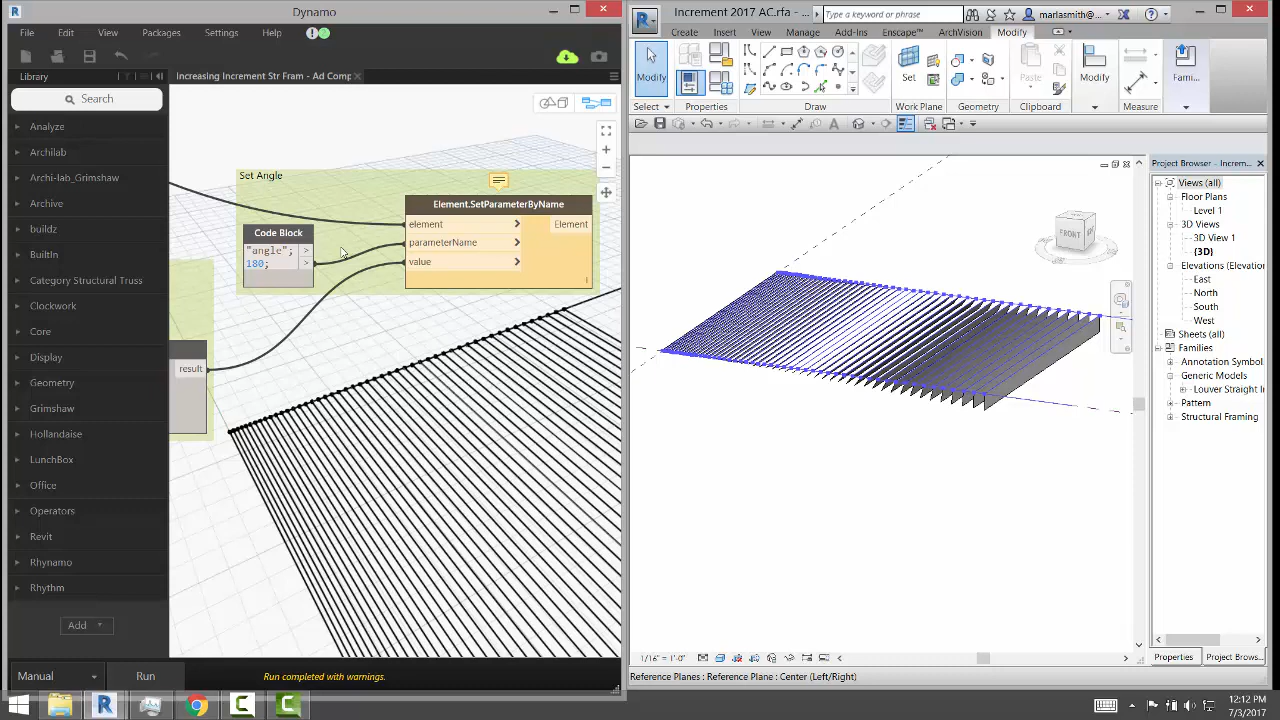 Dynamo
File
Edit
View
Packages
Settings
Help
Library
Increasing Increment Str Fram - Ad Comp
Search
Analyze
Archilab
Archi-lab_Grimshaw
Archive
buildz
BuiltIn
Category Structural Truss
Clockwork
Core
Display
Geometry
Grimshaw
Hollandaise
LunchBox
Office
Operators
Revit
Rhynamo
Rhythm
Add
Set Angle
Code Block
"angle";
180;
Element.SetParameterByName
element
parameterName
value
Element
result
Manual
Run
Run completed with warnings.
Increment 2017 AC.rfa -
Type a keyword or phrase
marlasmith@...
Create
Insert
View
Manage
Add-Ins
Enscape™
ArchVision
Modify
Modify
Select
Properties
Draw
Set
Work Plane
Geometry
Paste
Clipboard
Modify
Measure
Fami...
FRONT
Project Browser - Increm...
Views (all)
Floor Plans
Level 1
3D Views
3D View 1
{3D}
Elevations (Elevation
East
North
South
West
Sheets (all)
Families
Annotation Symbol
Generic Models
Louver Straight I
Pattern
Structural Framing
1/16" = 1'-0"
Properties
Project Brows...
Reference Planes : Reference Plane : Center (Left/Right)
12:12 PM
7/3/2017